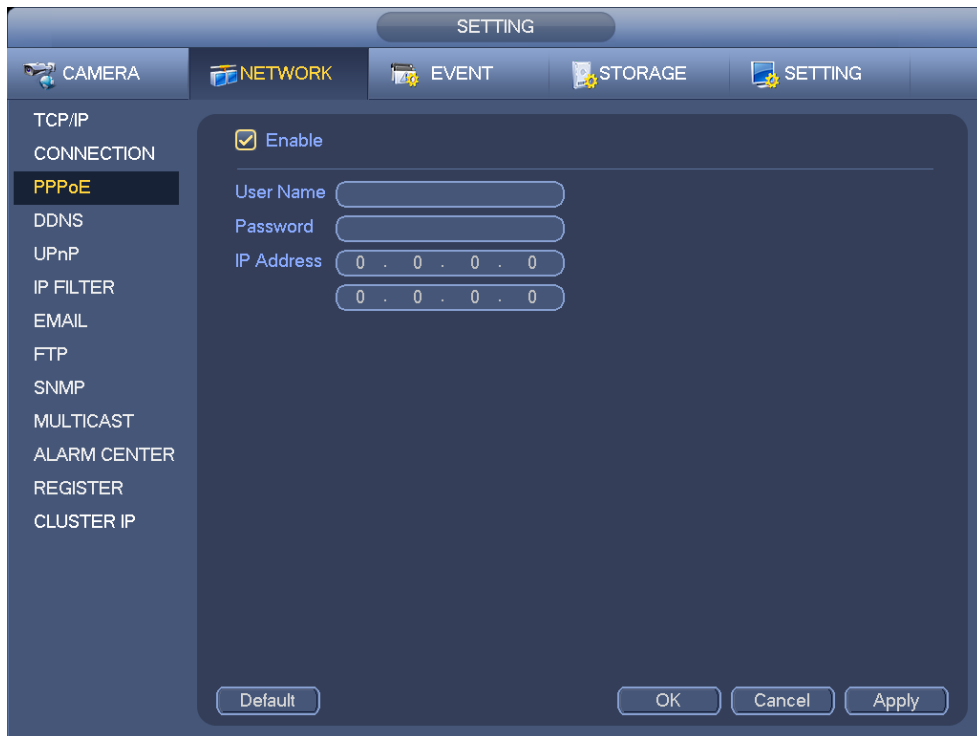 SETTING
CAMERA NETWORK EVENT STORAGE SETTING
TCP/IP
CONNECTION
PPPoE
DDNS
UPnP
IP FILTER
EMAIL
FTP
SNMP
MULTICAST
ALARM CENTER
REGISTER
CLUSTER IP
Enable
User Name
Password
IP Address 0 . 0 . 0 . 0
0 . 0 . 0 . 0
Default OK Cancel Apply